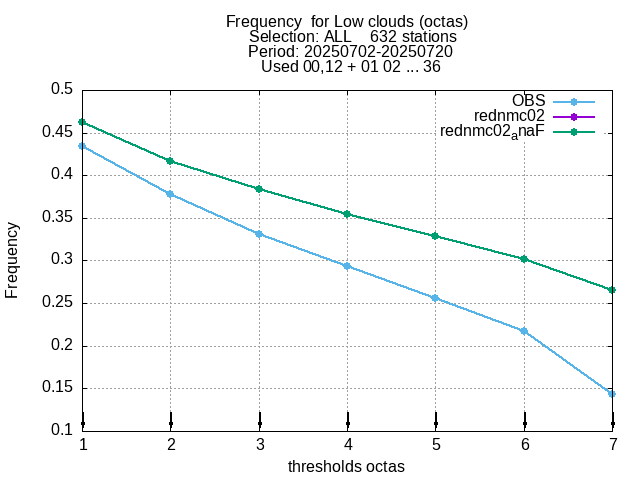 Frequency  for Low clouds (octas)
Selection: ALL    632 stations
Period: 20250702-20250720
Used 00,12 + 01 02 ... 36
OBS
rednmc02
rednmc02anaF
0.5
0.45
0.4
0.35
0.3
0.25
0.2
0.15
0.1
Frequency
1 2 3 4 5 6 7
thresholds octas